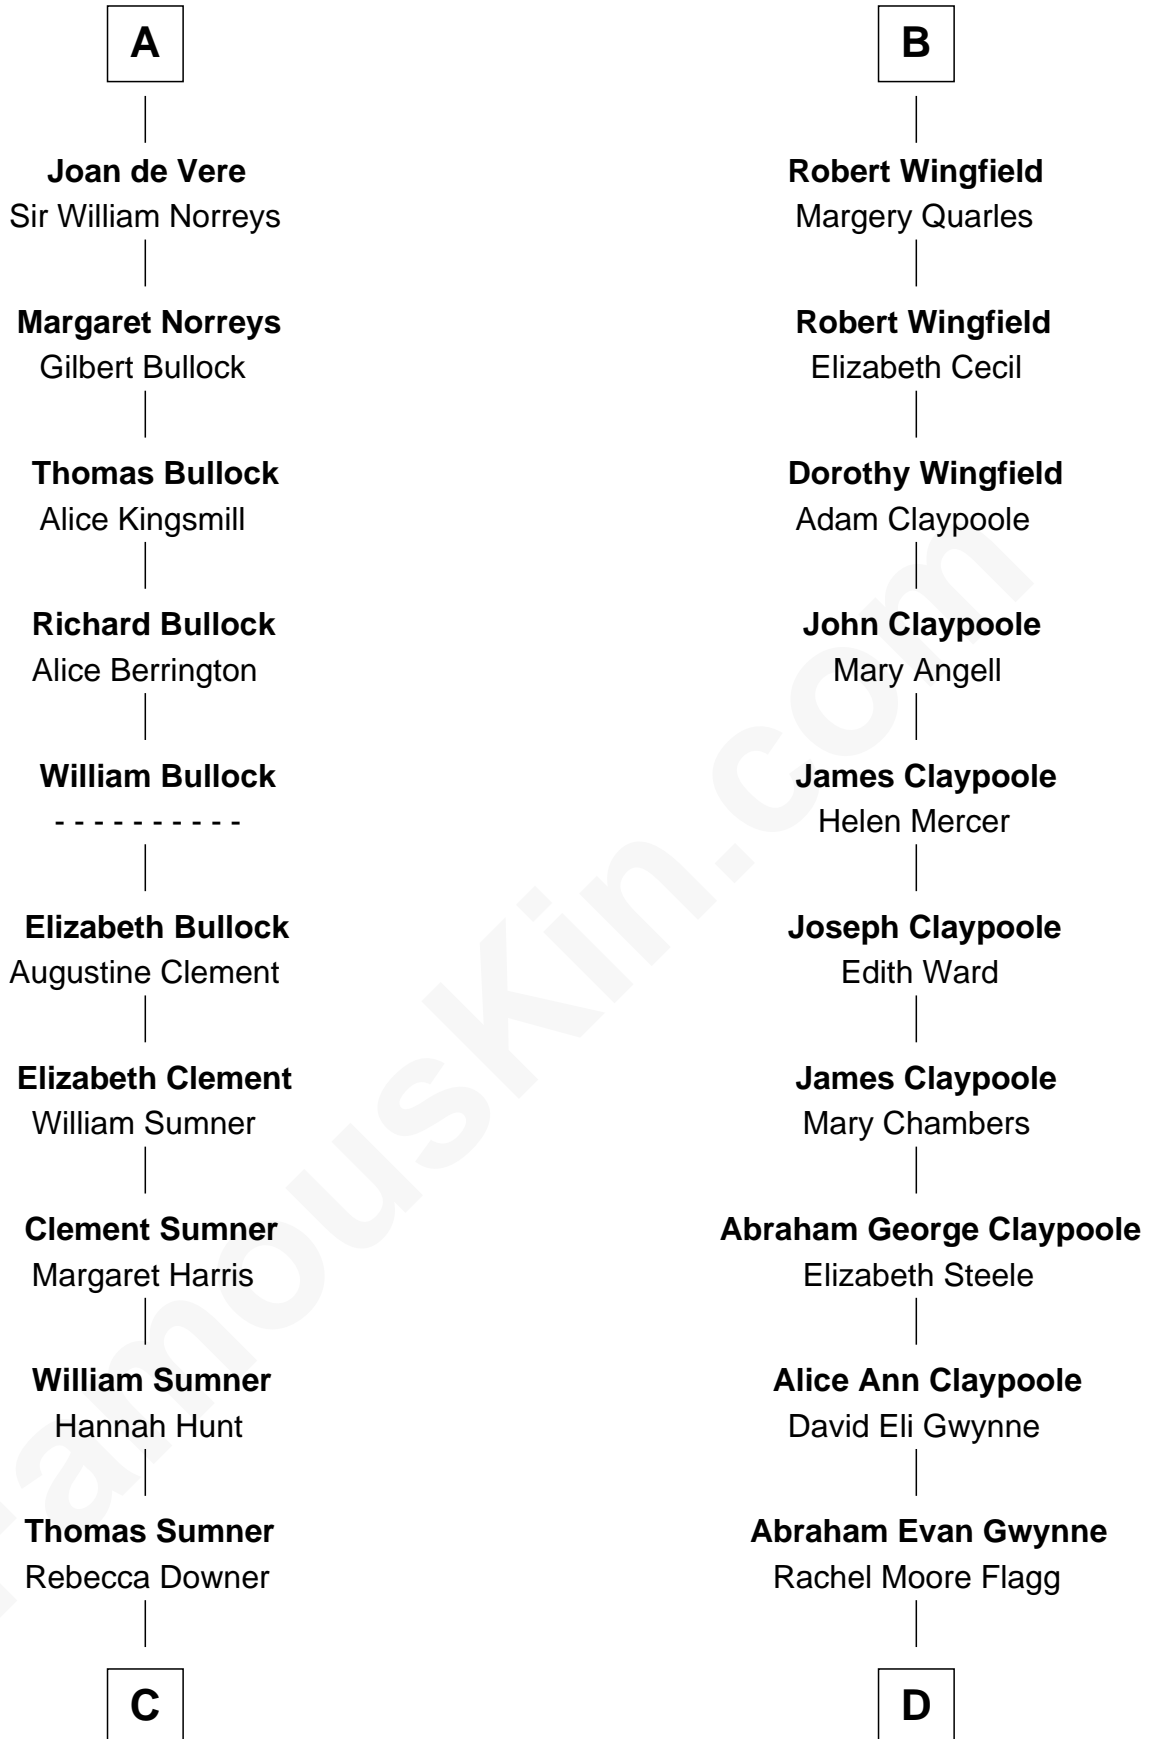 A
Joan de Vere
Sir William Norreys
Margaret Norreys
Gilbert Bullock
Thomas Bullock
Alice Kingsmill
Richard Bullock
Alice Berrington
William Bullock
- - - - - - - - - -
Elizabeth Bullock
Augustine Clement
Elizabeth Clement
William Sumner
Clement Sumner
Margaret Harris
William Sumner
Hannah Hunt
Thomas Sumner
Rebecca Downer
C
B
Robert Wingfield
Margery Quarles
Robert Wingfield
Elizabeth Cecil
Dorothy Wingfield
Adam Claypoole
John Claypoole
Mary Angell
James Claypoole
Helen Mercer
Joseph Claypoole
Edith Ward
James Claypoole
Mary Chambers
Abraham George Claypoole
Elizabeth Steele
Alice Ann Claypoole
David Eli Gwynne
Abraham Evan Gwynne
Rachel Moore Flagg
D
FamousKin.com